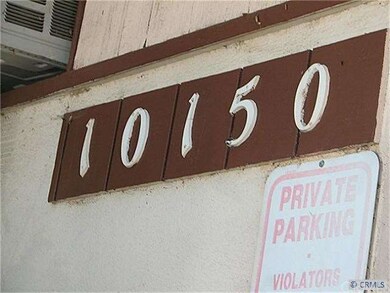 10150
PRIVATE
PARKING
VIOLATORS
© CRMLS